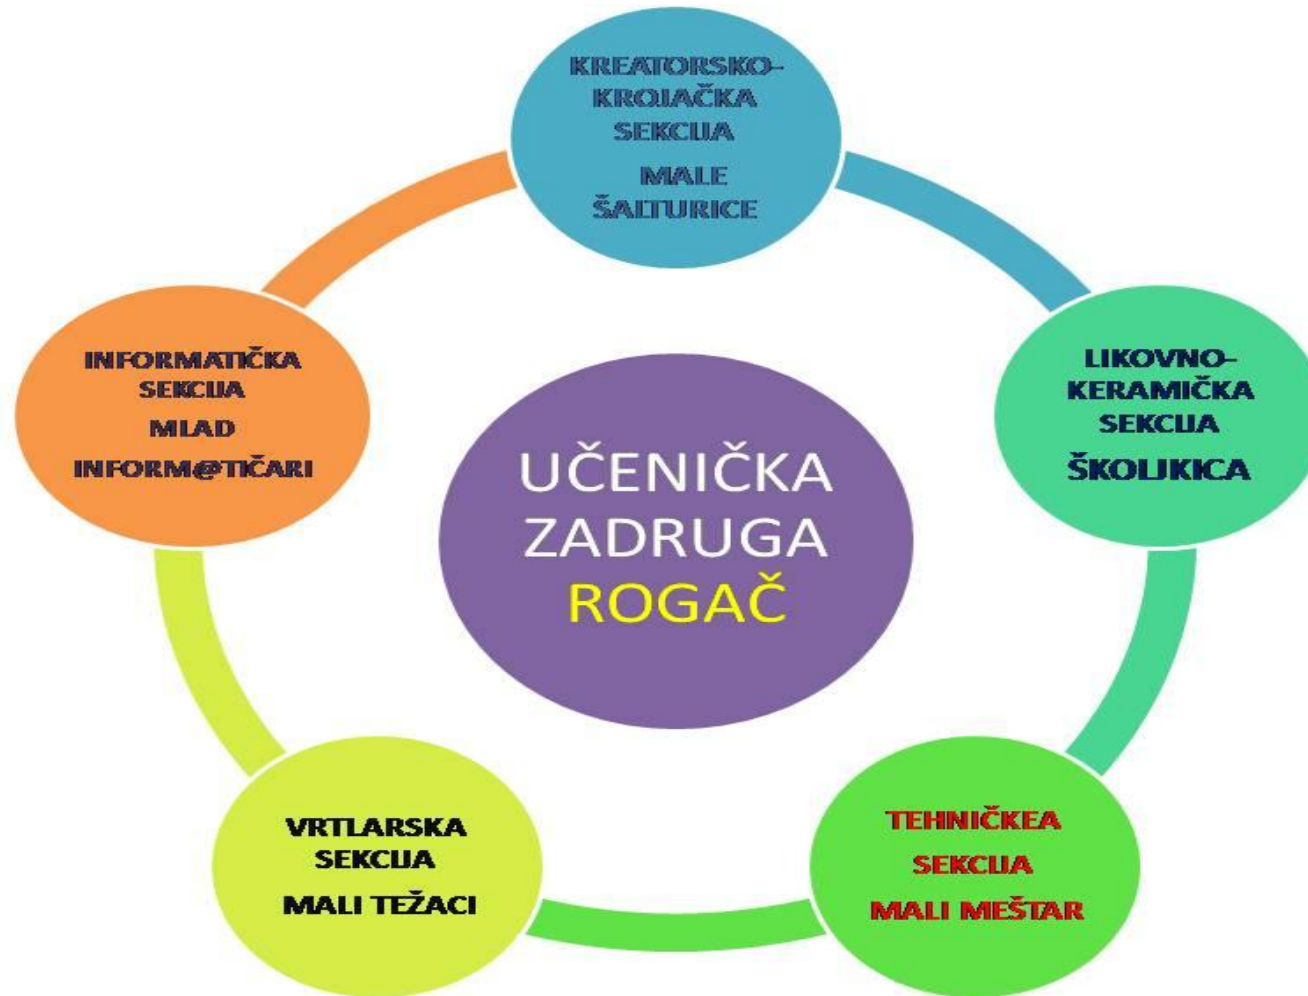 KREATORSKO-
KROJAČKA
SEKCIJA
MALE
ŠALTURICE
INFORMATIČKA
SEKCIJA
MLAD
INFORM@TIČARI
LIKOVNO-
KERAMIČKA
SEKCIJA
ŠKOLJKICA
UČENIČKA
ZADRUGA
ROGAČ
VRTLARSKA
SEKCIJA
MALI TEŽACI
TEHNIČKEA
SEKCIJA
MALI MEŠTAR